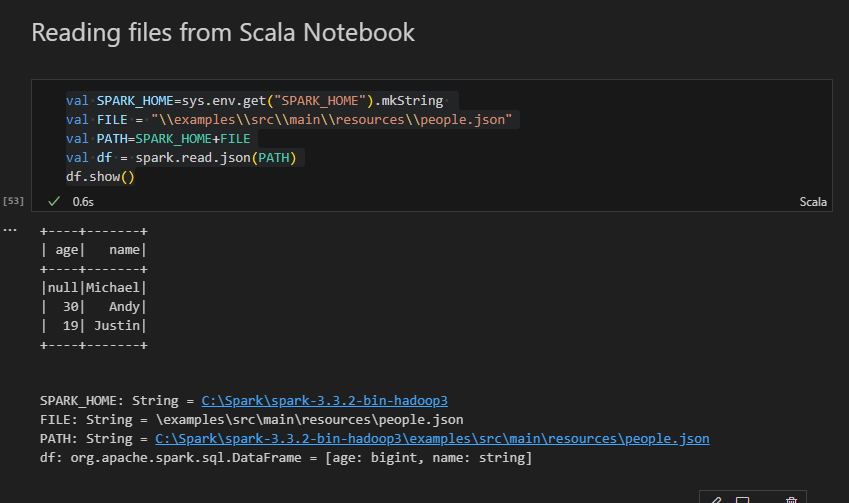 Reading files from Scala Notebook
val SPARK_HOME=sys.env.get("SPARK_HOME").mkString
val FILE = "\\examples\\src\\main\\resources\\people.json"
val PATH=SPARK_HOME+FILE
val df = spark.read.json(PATH)
df.show()
[53]
0.6s
Scala
...
+----+-------+
| age|   name|
+----+-------+
|null|Michael|
|  30|   Andy|
|  19| Justin|
+----+-------+
SPARK_HOME: String = C:\Spark\spark-3.3.2-bin-hadoop3
FILE: String = \examples\src\main\resources\people.json
PATH: String = C:\Spark\spark-3.3.2-bin-hadoop3\examples\src\main\resources\people.json
df: org.apache.spark.sql.DataFrame = [age: bigint, name: string]